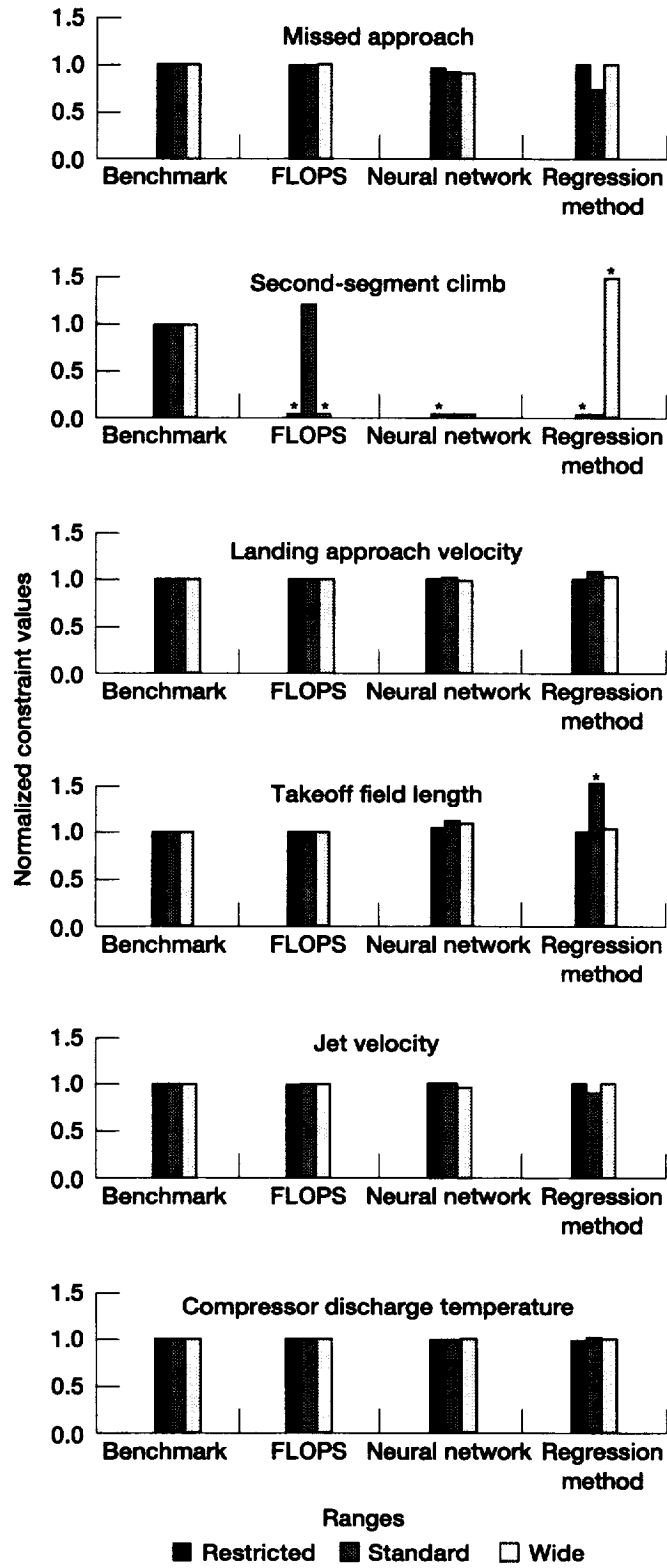 1.5
Missed approach
1.0
0.5
0.0
Benchmark FLOPS Neural network Regression
method
1.5
Second-segment climb
*
1.0
0.5
* * * *
0.0
Benchmark FLOPS Neural network Regression
method
1.5
Landing approach velocity
1.0
0.5
0.0
Benchmark FLOPS Neural network Regression
method
Normalized constraint values
1.5
Takeoff field length
*
1.0
0.5
0.0
Benchmark FLOPS Neural network Regression
method
1.5
Jet velocity
1.0
0.5
0.0
Benchmark FLOPS Neural network Regression
method
1.5
Compressor discharge temperature
1.0
0.5
0.0
Benchmark FLOPS Neural network Regression
method
Ranges
Restricted Standard Wide